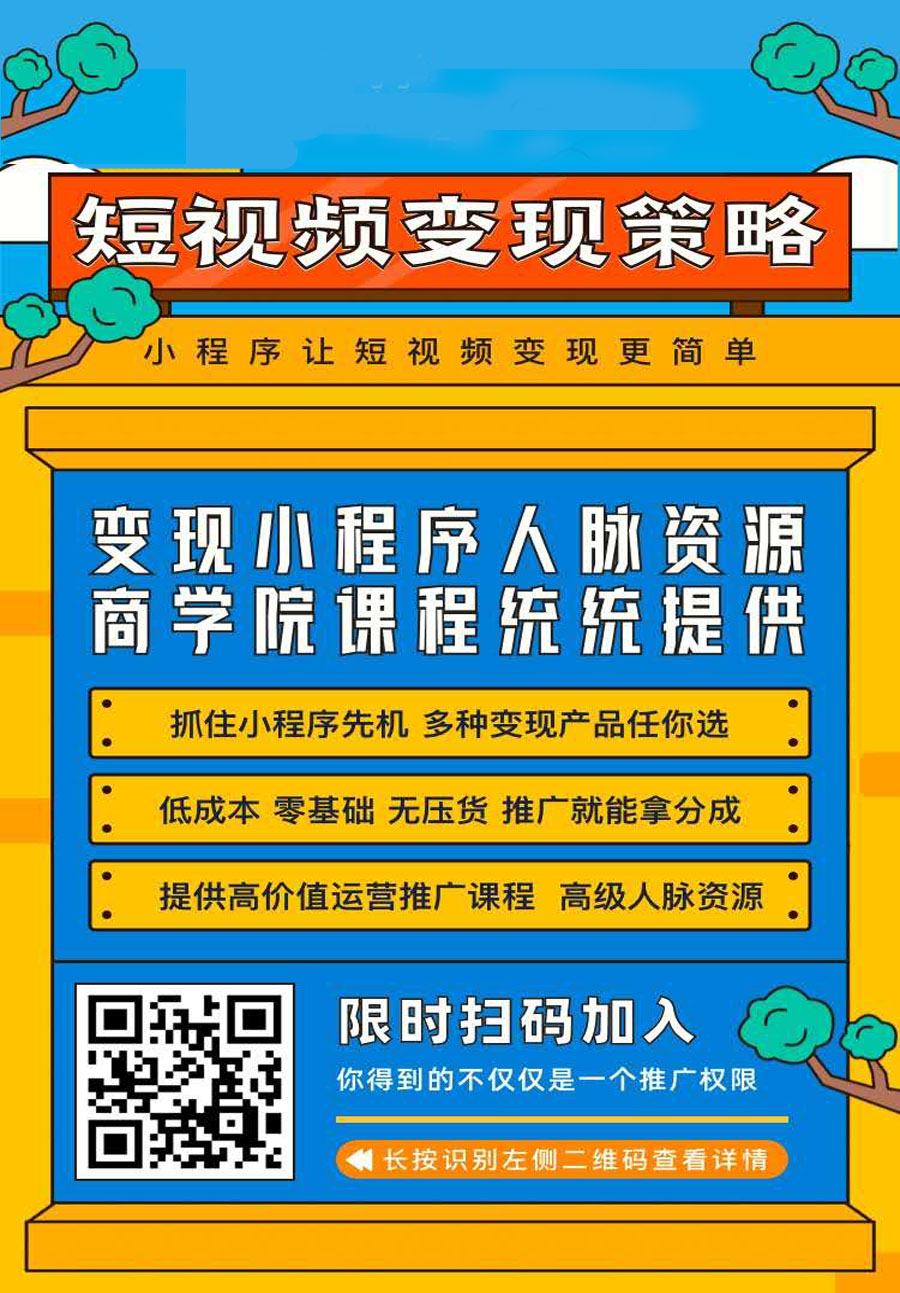 短视频变现策略
小程序让短视频变现更简单
变现小程序人脉资源
商学院课程统统提供
抓住小程序先机 多种变现产品任你选
低成本 零基础 无压货 推广就能拿分成
提供高价值运营推广课程 高级人脉资源
限时扫码加入
你得到的不仅仅是一个推广权限
长按识别左侧二维码查看详情